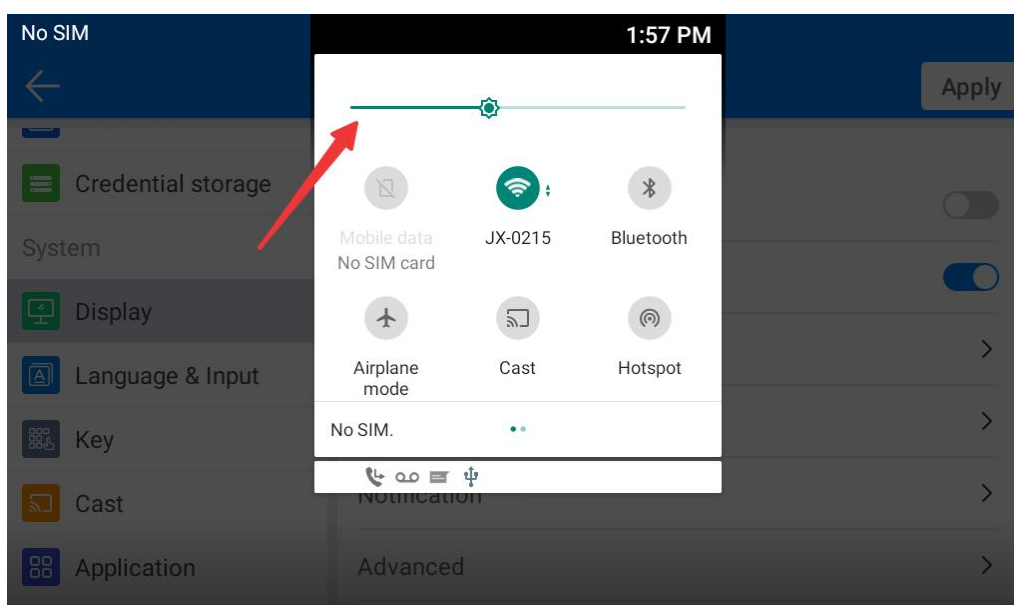 No SIM
1:57 PM
Apply
Credential storage
System
Display
Language & Input
Key
Cast
Application
Mobile data
No SIM card
JX-0215
Bluetooth
Airplane
mode
Cast
Hotspot
No SIM.
Notification
Advanced